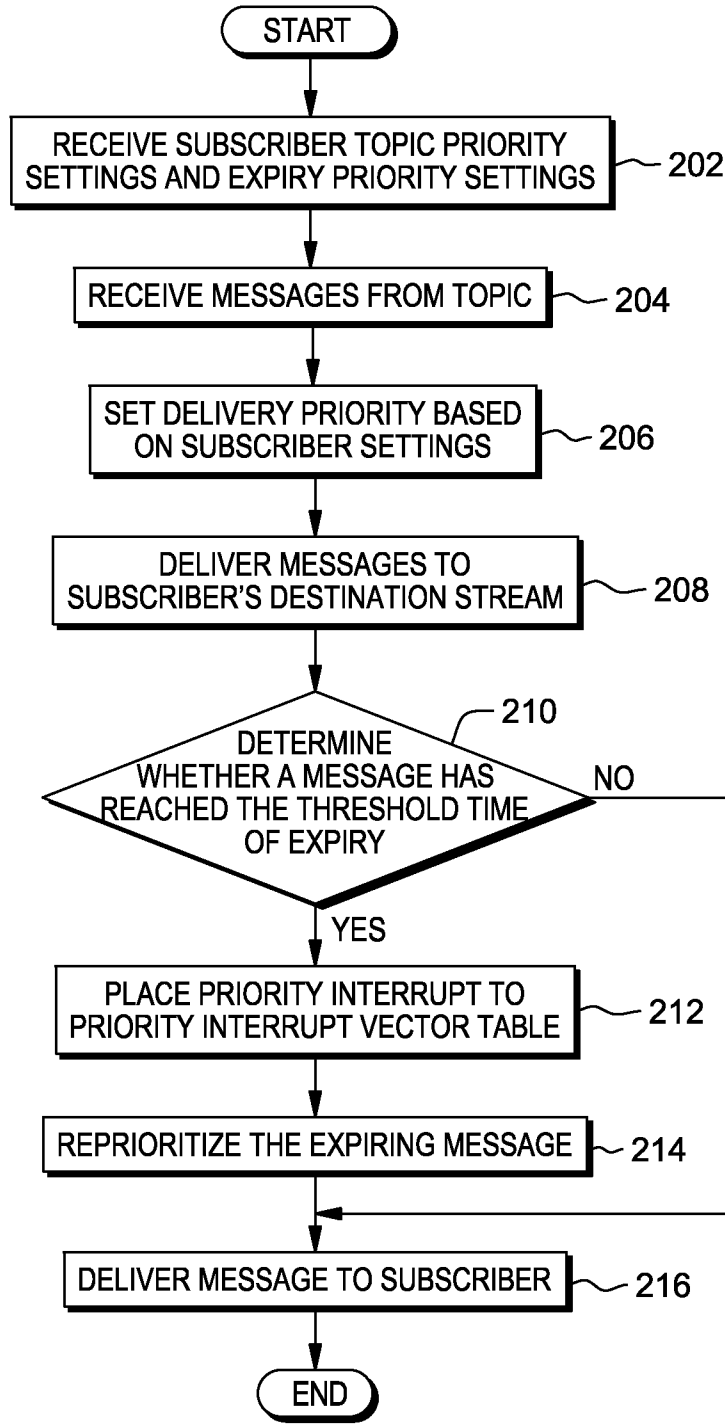 START
RECEIVE SUBSCRIBER TOPIC PRIORITY
SETTINGS AND EXPIRY PRIORITY SETTINGS
202
RECEIVE MESSAGES FROM TOPIC
204
SET DELIVERY PRIORITY BASED
ON SUBSCRIBER SETTINGS
206
DELIVER MESSAGES TO
SUBSCRIBER'S DESTINATION STREAM
208
210
DETERMINE
WHETHER A MESSAGE HAS
REACHED THE THRESHOLD TIME
OF EXPIRY
NO
YES
PLACE PRIORITY INTERRUPT TO
PRIORITY INTERRUPT VECTOR TABLE
212
REPRIORITIZE THE EXPIRING MESSAGE
214
DELIVER MESSAGE TO SUBSCRIBER
216
END